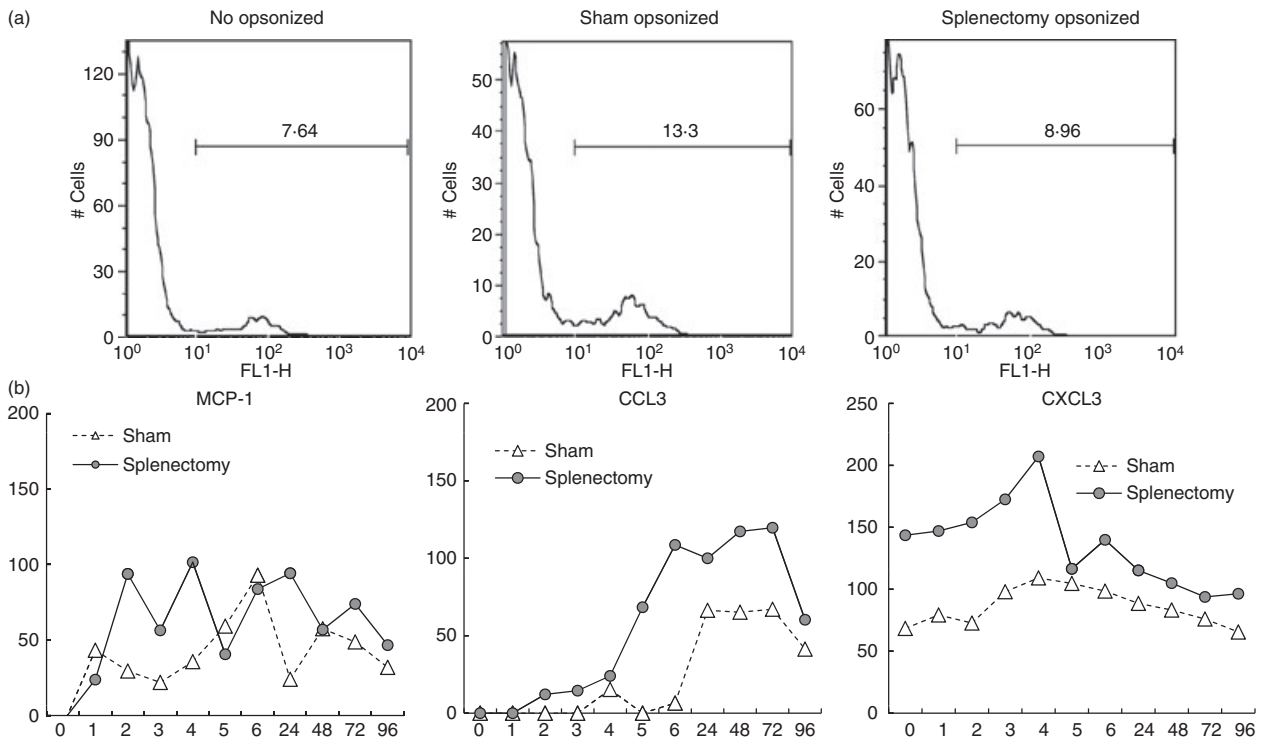 (a)
No opsonized
Sham opsonized
Splenectomy opsonized
# Cells
120
90
60
30
0
7·64
10⁰ 10¹ 10² 10³ 10⁴
FL1-H
# Cells
50
40
30
20
10
0
13·3
10⁰ 10¹ 10² 10³ 10⁴
FL1-H
# Cells
60
40
20
0
8·96
10⁰ 10¹ 10² 10³ 10⁴
FL1-H
(b)
MCP-1
200
150
100
50
0
Sham
Splenectomy
0 1 2 3 4 5 6 24 48 72 96
CCL3
200
150
100
50
0
Sham
Splenectomy
0 1 2 3 4 5 6 24 48 72 96
CXCL3
250
200
150
100
50
0
Sham
Splenectomy
0 1 2 3 4 5 6 24 48 72 96